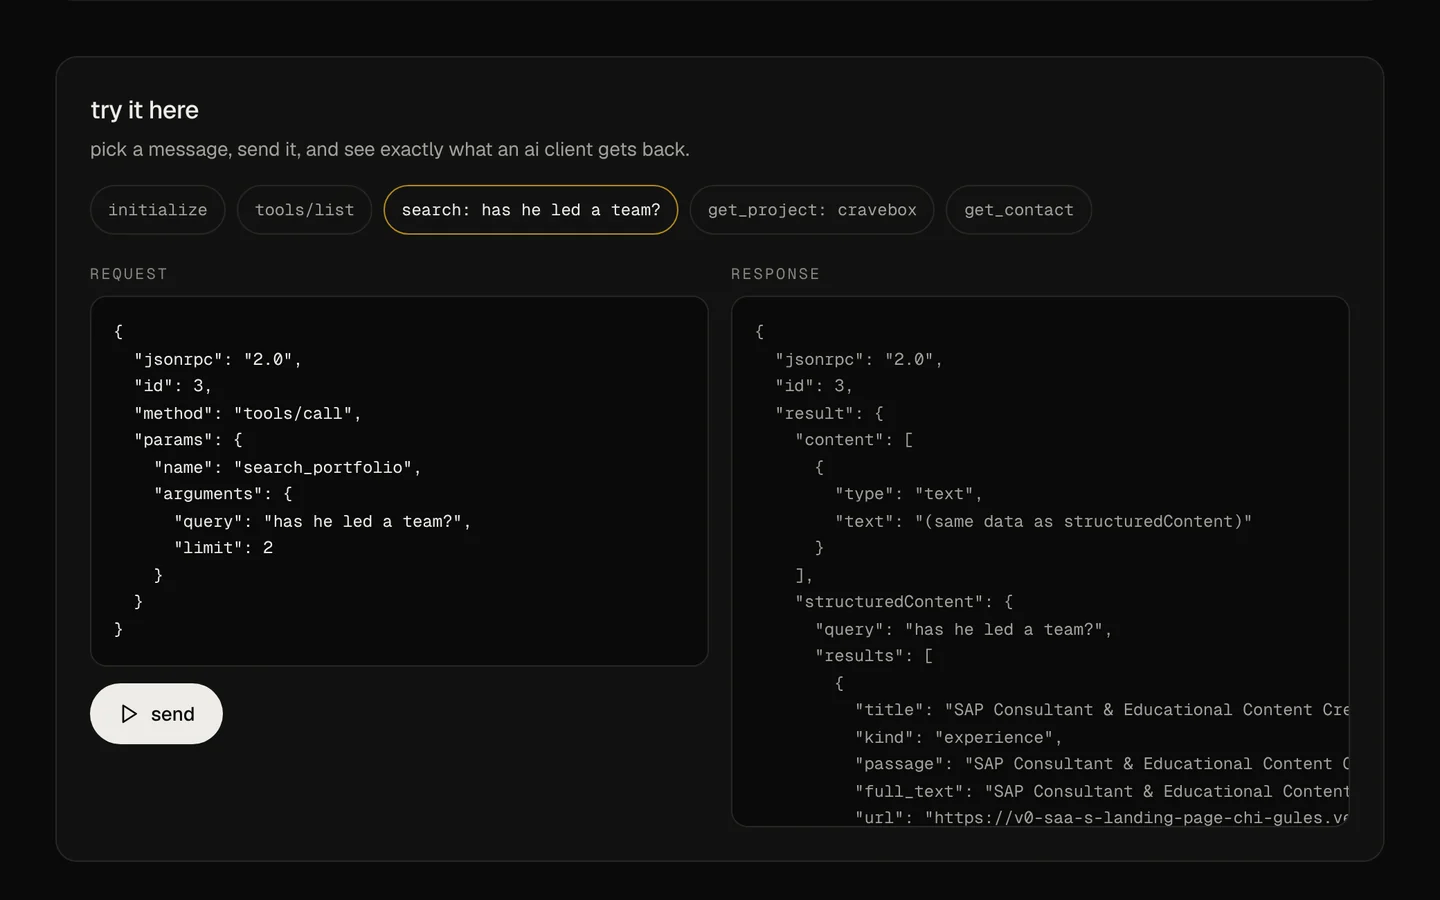 try it here
pick a message, send it, and see exactly what an ai client gets back.
initialize
tools/list
search: has he led a team?
get_project: cravebox
get_contact
REQUEST
{
  "jsonrpc": "2.0",
  "id": 3,
  "method": "tools/call",
  "params": {
    "name": "search_portfolio",
    "arguments": {
      "query": "has he led a team?",
      "limit": 2
    }
  }
}
send
RESPONSE
{
  "jsonrpc": "2.0",
  "id": 3,
  "result": {
    "content": [
      {
        "type": "text",
        "text": "(same data as structuredContent)"
      }
    ],
    "structuredContent": {
      "query": "has he led a team?",
      "results": [
        {
          "title": "SAP Consultant & Educational Content Cre
          "kind": "experience",
          "passage": "SAP Consultant & Educational Content
          "full_text": "SAP Consultant & Educational Content
          "url": "https://v0-saa-s-landing-page-chi-gules.ve